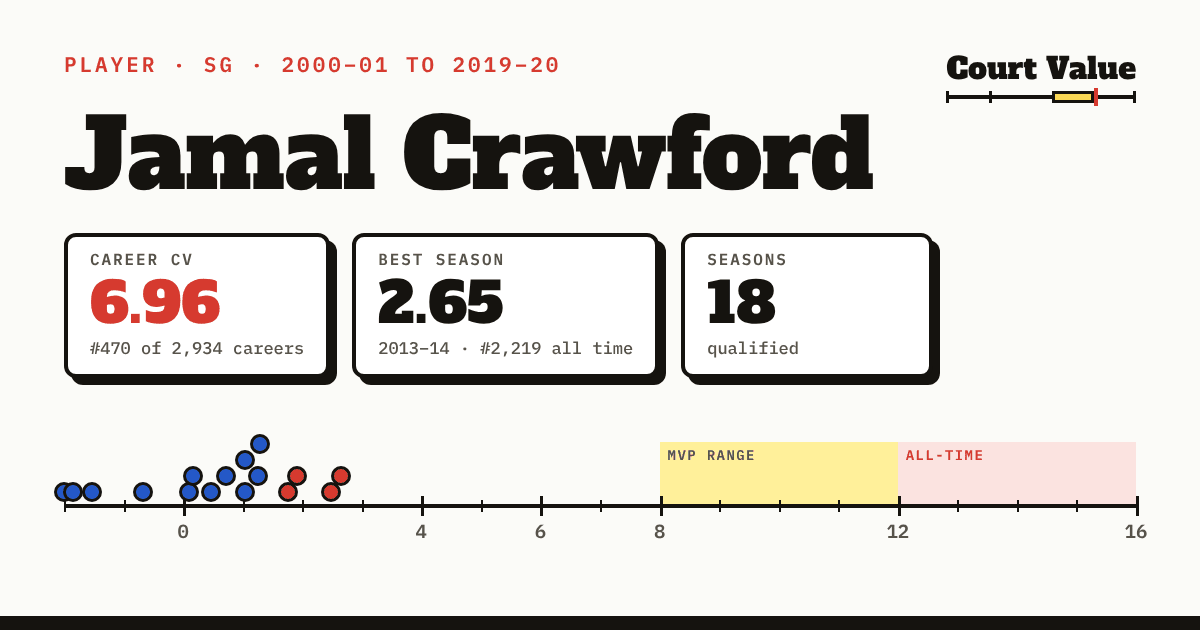 PLAYER · SG · 2000–01 TO 2019–20
Court Value
Jamal Crawford
CAREER CV
6.96
#470 of 2,934 careers
BEST SEASON
2.65
2013–14 · #2,219 all time
SEASONS
18
qualified
MVP RANGE
ALL-TIME
0 4 6 8 12 16